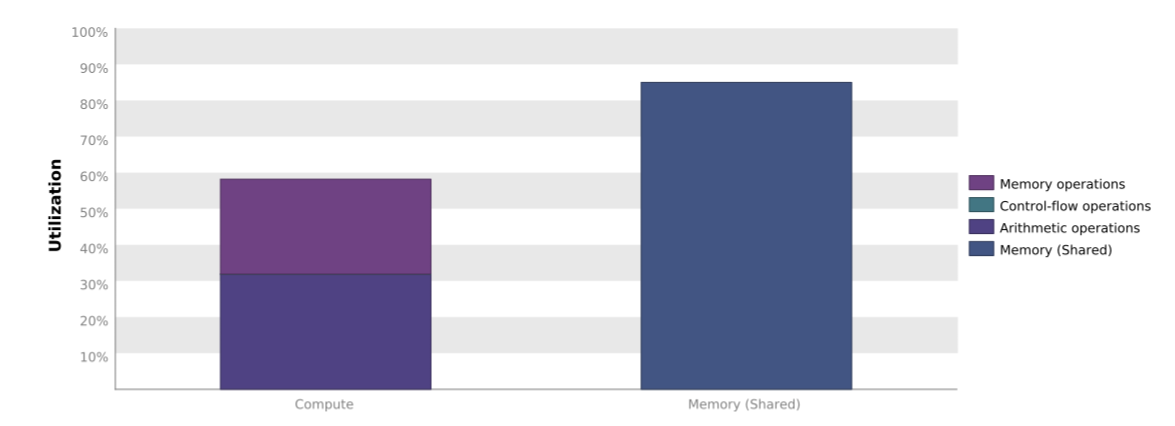 100%
90%
80%
70%
60%
50%
40%
30%
20%
10%
Utilization
Compute
Memory (Shared)
Memory operations
Control-flow operations
Arithmetic operations
Memory (Shared)